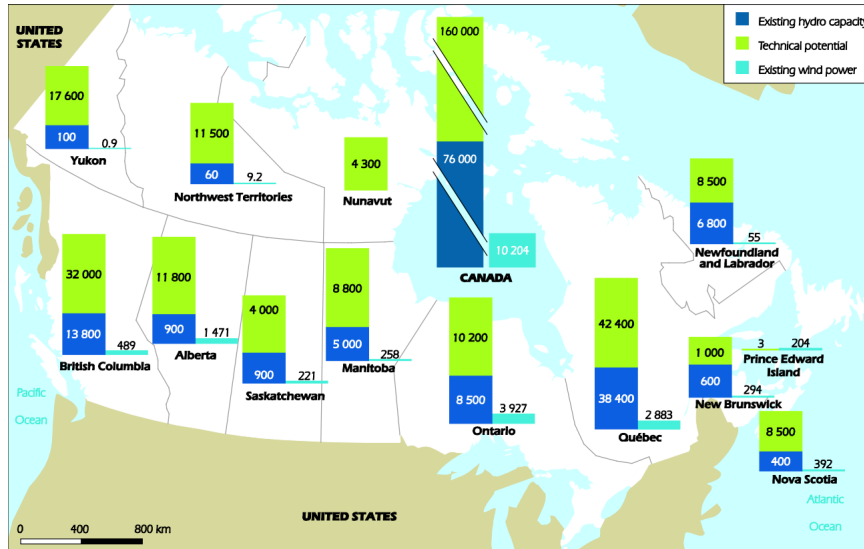 UNITED
STATES
160 000
76 000
10 204
CANADA
Existing hydro capacity
Technical potential
Existing wind power
17 600
100
0.9
Yukon
11 500
60
9.2
Northwest Territories
4 300
Nunavut
8 500
6 800
55
Newfoundland
and Labrador
32 000
13 800
489
British Columbia
11 800
900
1 471
Alberta
4 000
900
221
Saskatchewan
8 800
5 000
258
Manitoba
10 200
8 500
3 927
Ontario
42 400
38 400
2 883
Québec
3
204
Prince Edward
Island
1 000
600
294
New Brunswick
8 500
400
392
Nova Scotia
Pacific
Ocean
Atlantic
Ocean
UNITED STATES
0 400 800 km